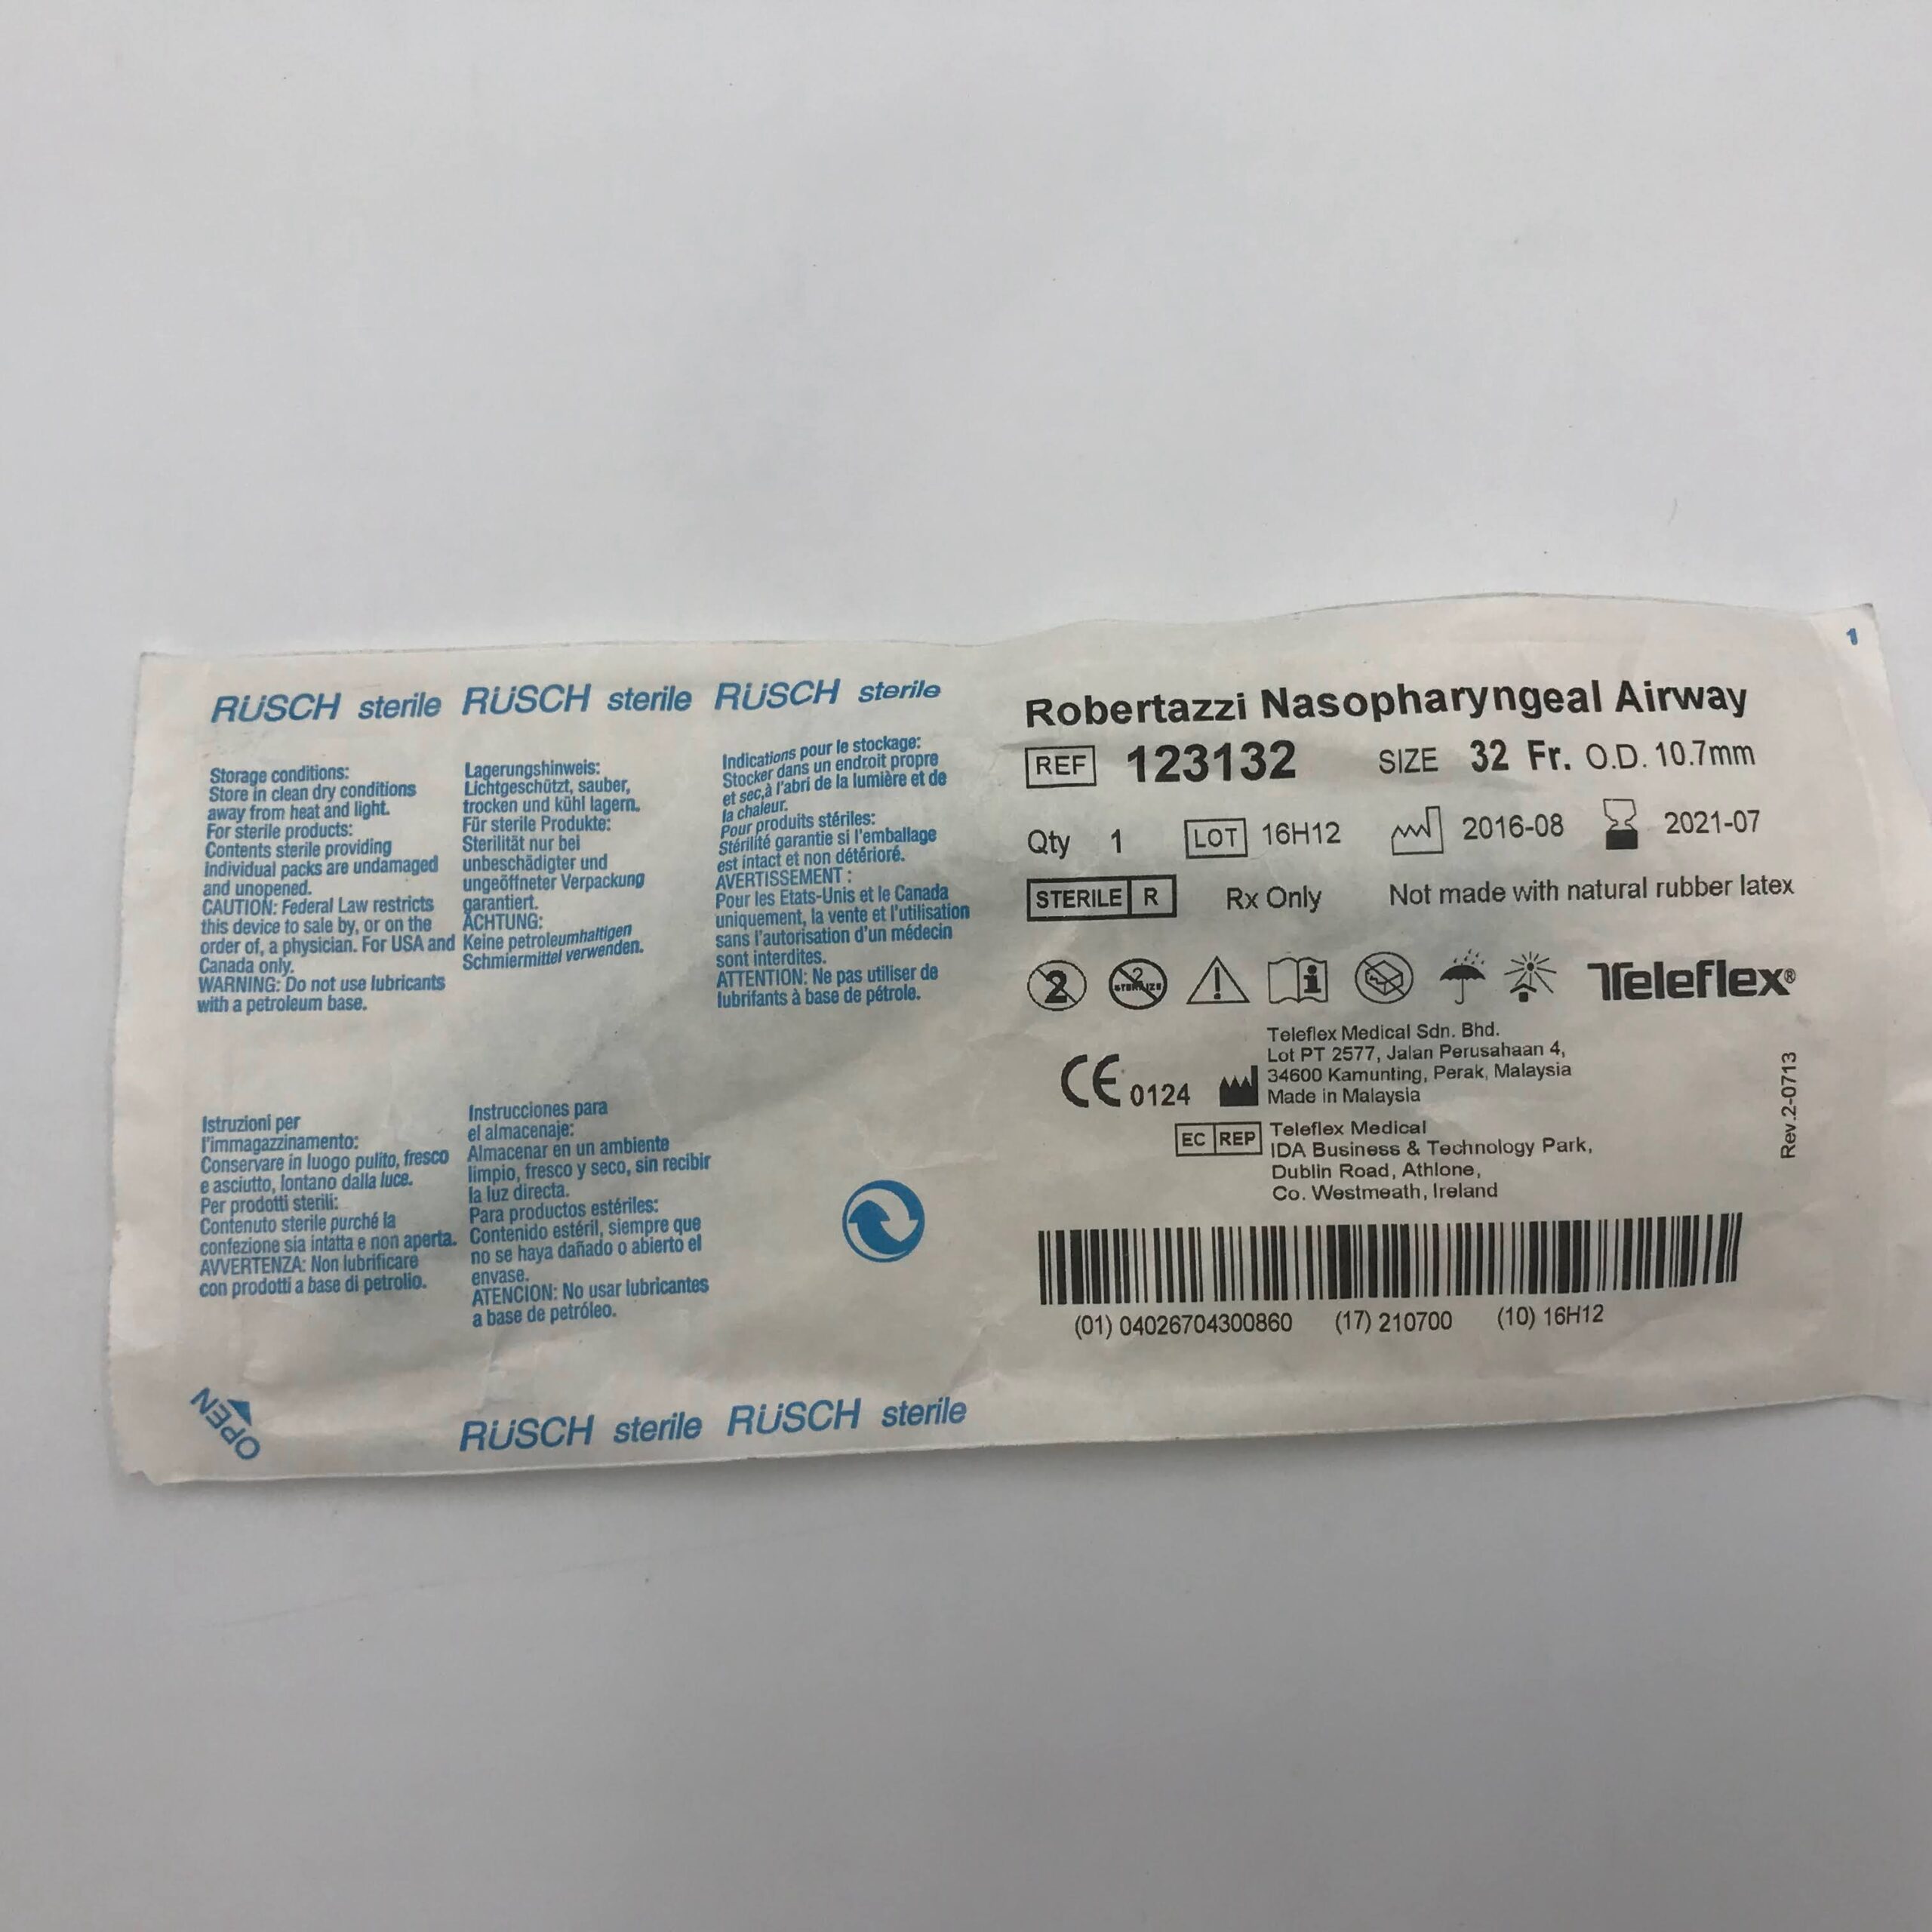 RÜSCH sterile RÜSCH sterile RÜSCH sterile
Storage conditions:
Store in clean dry conditions
away from heat and light.
For sterile products:
Contents sterile providing
Individual packs are undamaged
and unopened.
CAUTION: Federal Law restricts
this device to sale by, or on the
order of, a physician. For USA and
Canada only.
WARNING: Do not use lubricants
with a petroleum base.
Lagerungshinweis:
Lichtgeschützt, sauber,
trocken und kühl lagern.
Für sterile Produkte:
Sterilität nur bei
unbeschädigter und
ungeöffneter Verpackung
garantiert.
ACHTUNG:
Keine petroleumhaltigen
Schmiermittel verwenden.
Indications pour le stockage:
Stocker dans un endroit propre
et sec,à l'abri de la lumière et de
la chaleur.
Pour produits stériles:
Stérilité garantie si l'emballage
est intact et non détérioré.
AVERTISSEMENT :
Pour les Etats-Unis et le Canada
uniquement, la vente et l'utilisation
sans l'autorisation d'un médecin
sont interdites.
ATTENTION: Ne pas utiliser de
lubrifants à base de pétrole.
Istruzioni per
l'immagazzinamento:
Conservare in luogo pulito, fresco
e asciutto, lontano dalla luce.
Per prodotti sterili:
Contenuto sterile purché la
confezione sia intatta e non aperta.
AVVERTENZA: Non lubrificare
con prodotti a base di petrolio.
Instrucciones para
el almacenaje:
Almacenar en un ambiente
limpio, fresco y seco, sin recibir
la luz directa.
Para productos estériles:
Contenido estéril, siempre que
no se haya dañado o abierto el
envase.
ATENCION: No usar lubricantes
a base de petróleo.
OPEN
RÜSCH sterile RÜSCH sterile
1
Robertazzi Nasopharyngeal Airway
REF 123132 SIZE 32 Fr. O.D. 10.7mm
Qty 1 LOT 16H12 2016-08 2021-07
STERILE R Rx Only Not made with natural rubber latex
2 2 STERILIZE Teleflex®
Teleflex Medical Sdn. Bhd.
Lot PT 2577, Jalan Perusahaan 4,
34600 Kamunting, Perak, Malaysia
Made in Malaysia
CE 0124
EC REP Teleflex Medical
IDA Business & Technology Park,
Dublin Road, Athlone,
Co. Westmeath, Ireland
Rev.2-0713
(01) 04026704300860 (17) 210700 (10) 16H12